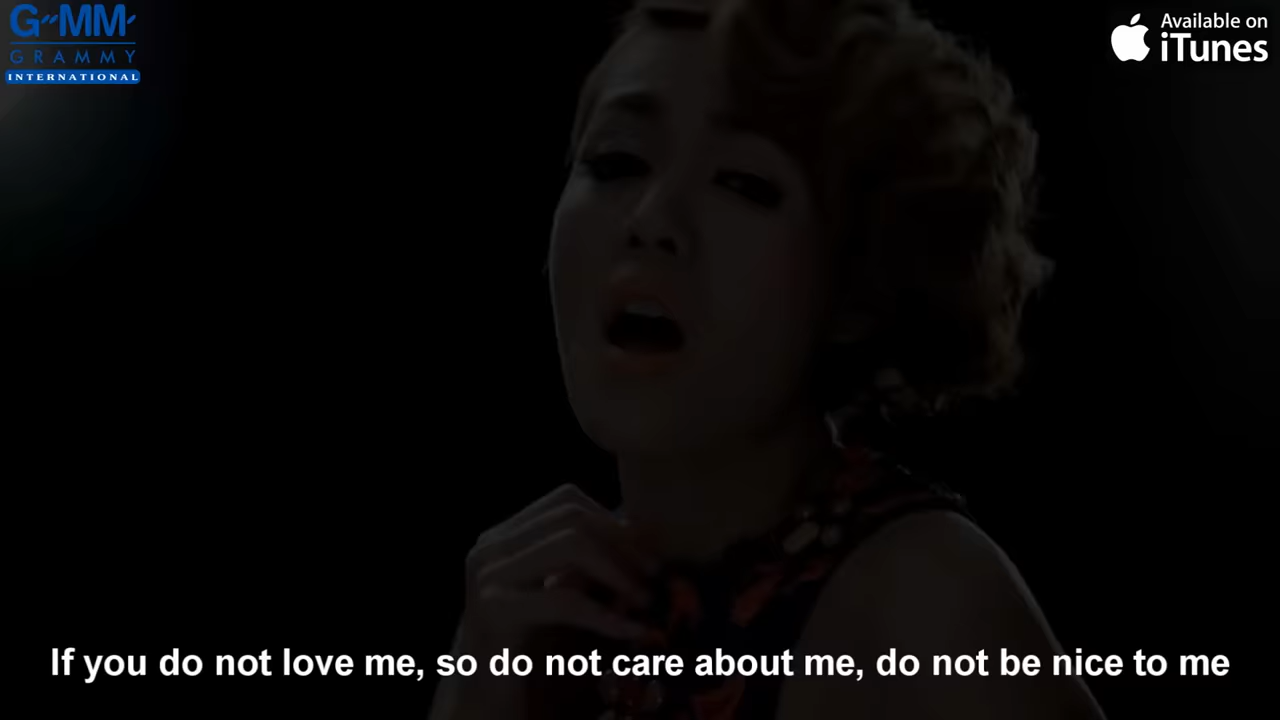 G-MM'
GRAMMY
INTERNATIONAL
Available on
iTunes
If you do not love me, so do not care about me, do not be nice to me